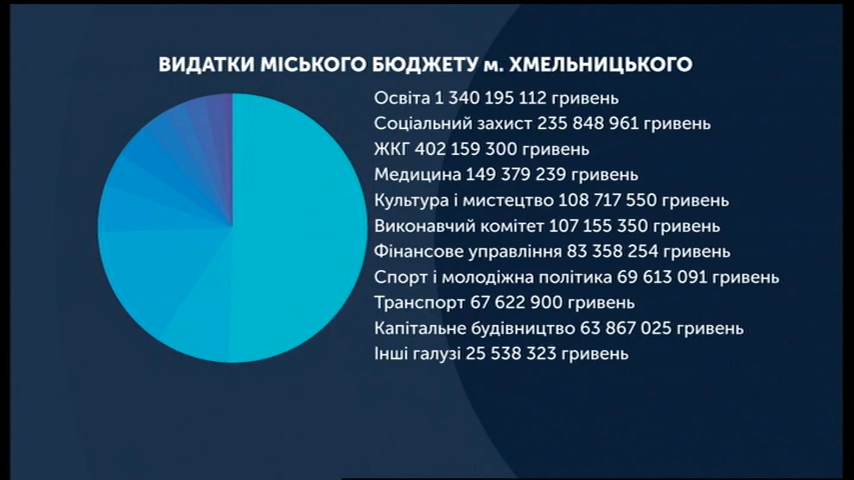 ВИДАТКИ МІСЬКОГО БЮДЖЕТУ м. ХМЕЛЬНИЦЬКОГО
Освіта 1 340 195 112 гривень
Соціальний захист 235 848 961 гривень
ЖКГ 402 159 300 гривень
Медицина 149 379 239 гривень
Культура і мистецтво 108 717 550 гривень
Виконавчий комітет 107 155 350 гривень
Фінансове управління 83 358 254 гривень
Спорт і молодіжна політика 69 613 091 гривень
Транспорт 67 622 900 гривень
Капітальне будівництво 63 867 025 гривень
Інші галузі 25 538 323 гривень